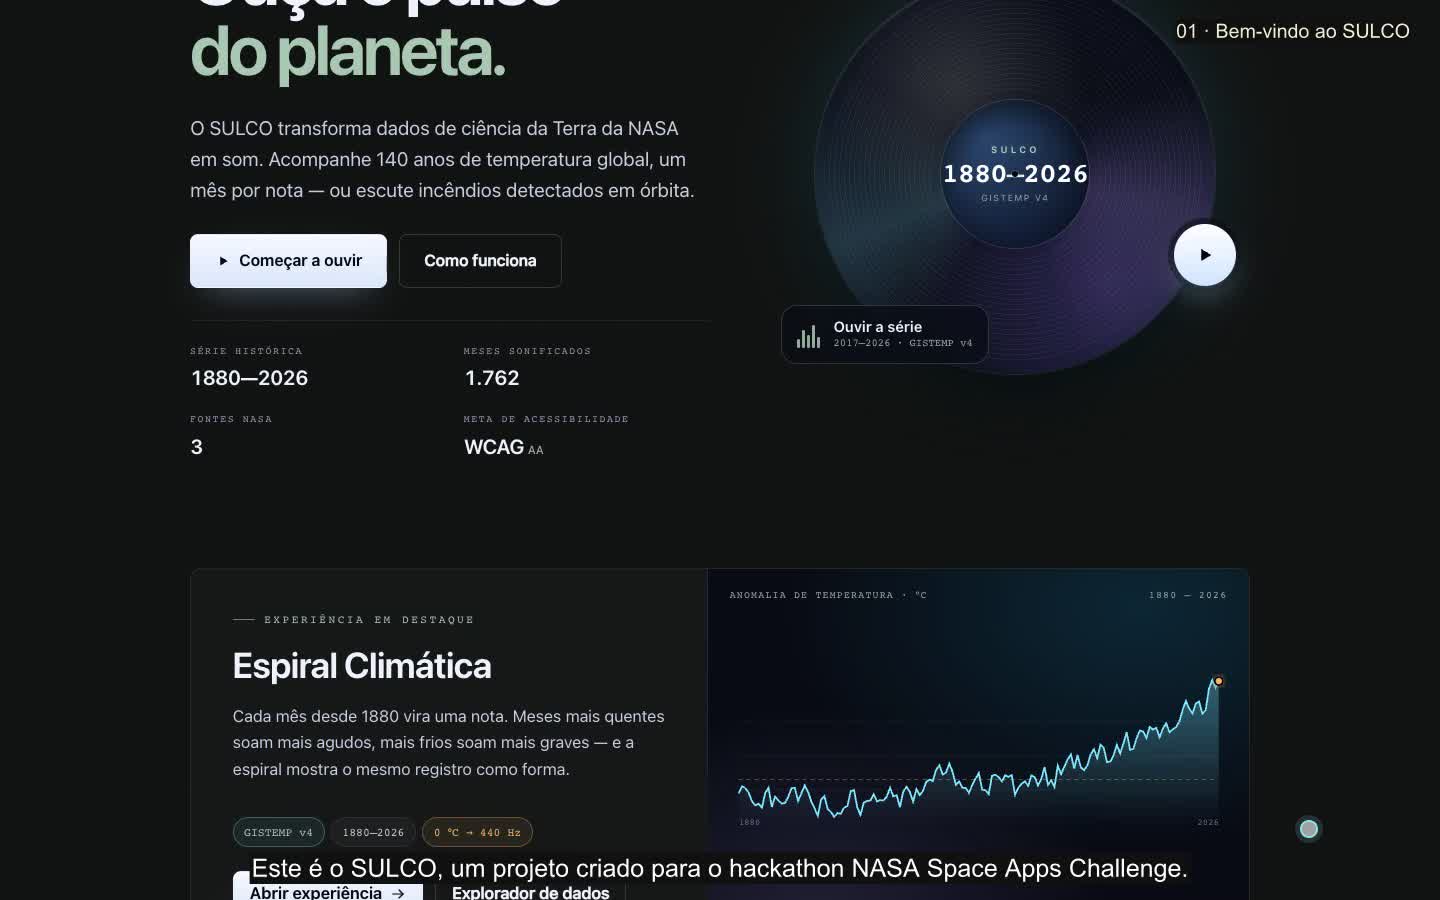 Ouça o pulso
do planeta.
01 · Bem-vindo ao SULCO
O SULCO transforma dados de ciência da Terra da NASA
em som. Acompanhe 140 anos de temperatura global, um
mês por nota — ou escute incêndios detectados em órbita.
SULCO
1880—2026
GISTEMP V4
Começar a ouvir
Como funciona
Ouvir a série
2017—2026 · GISTEMP v4
SÉRIE HISTÓRICA
1880—2026
MESES SONIFICADOS
1.762
FONTES NASA
3
META DE ACESSIBILIDADE
WCAG AA
EXPERIÊNCIA EM DESTAQUE
Espiral Climática
Cada mês desde 1880 vira uma nota. Meses mais quentes
soam mais agudos, mais frios soam mais graves — e a
espiral mostra o mesmo registro como forma.
GISTEMP v4
1880—2026
0 °C → 440 Hz
Abrir experiência →
Explorador de dados
ANOMALIA DE TEMPERATURA · °C
1880 — 2026
1880
2026
Este é o SULCO, um projeto criado para o hackathon NASA Space Apps Challenge.